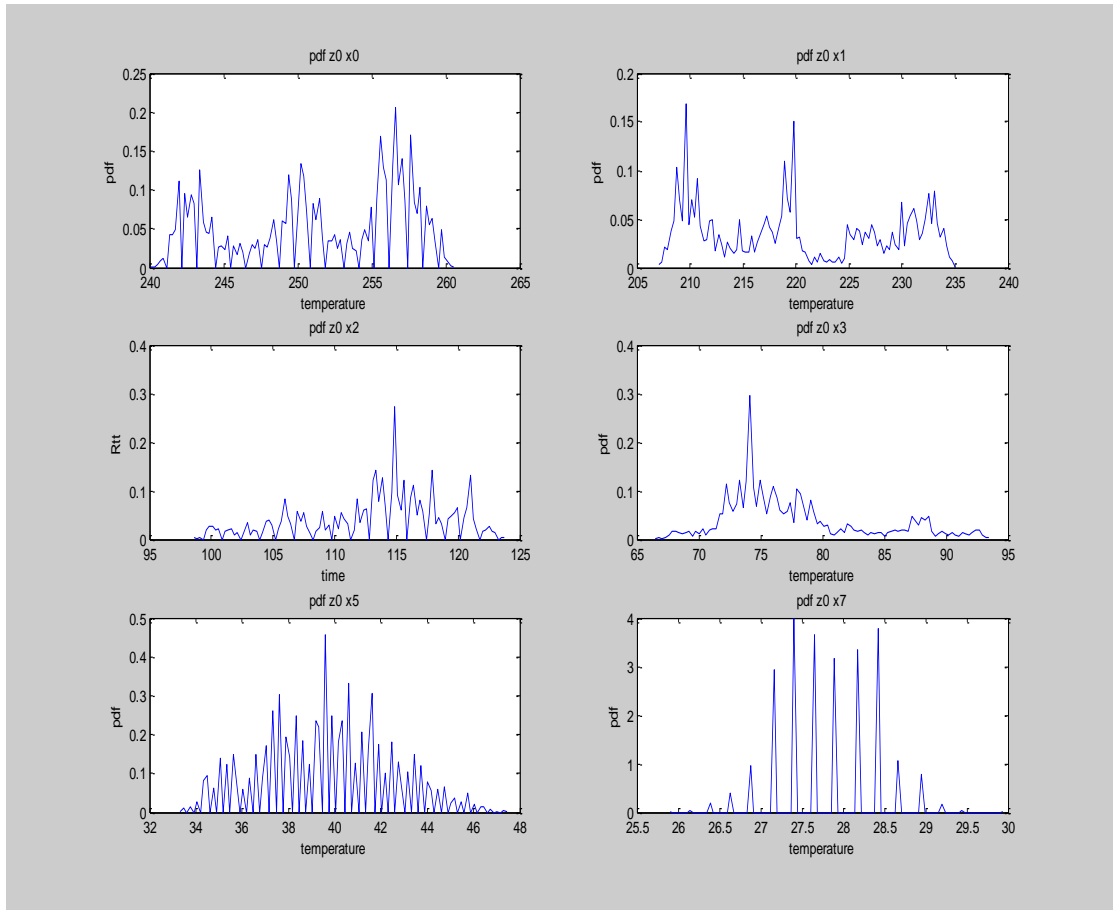 pdf z0 x0
0.25
0.2
0.15
0.1
0.05
0
pdf
240 245 250 255 260 265
temperature
pdf z0 x1
0.2
0.15
0.1
0.05
0
pdf
205 210 215 220 225 230 235 240
temperature
pdf z0 x2
0.4
0.3
0.2
0.1
0
Rtt
95 100 105 110 115 120 125
time
pdf z0 x3
0.4
0.3
0.2
0.1
0
pdf
65 70 75 80 85 90 95
temperature
pdf z0 x5
0.5
0.4
0.3
0.2
0.1
0
pdf
32 34 36 38 40 42 44 46 48
temperature
pdf z0 x7
4
3
2
1
0
pdf
25.5 26 26.5 27 27.5 28 28.5 29 29.5 30
temperature